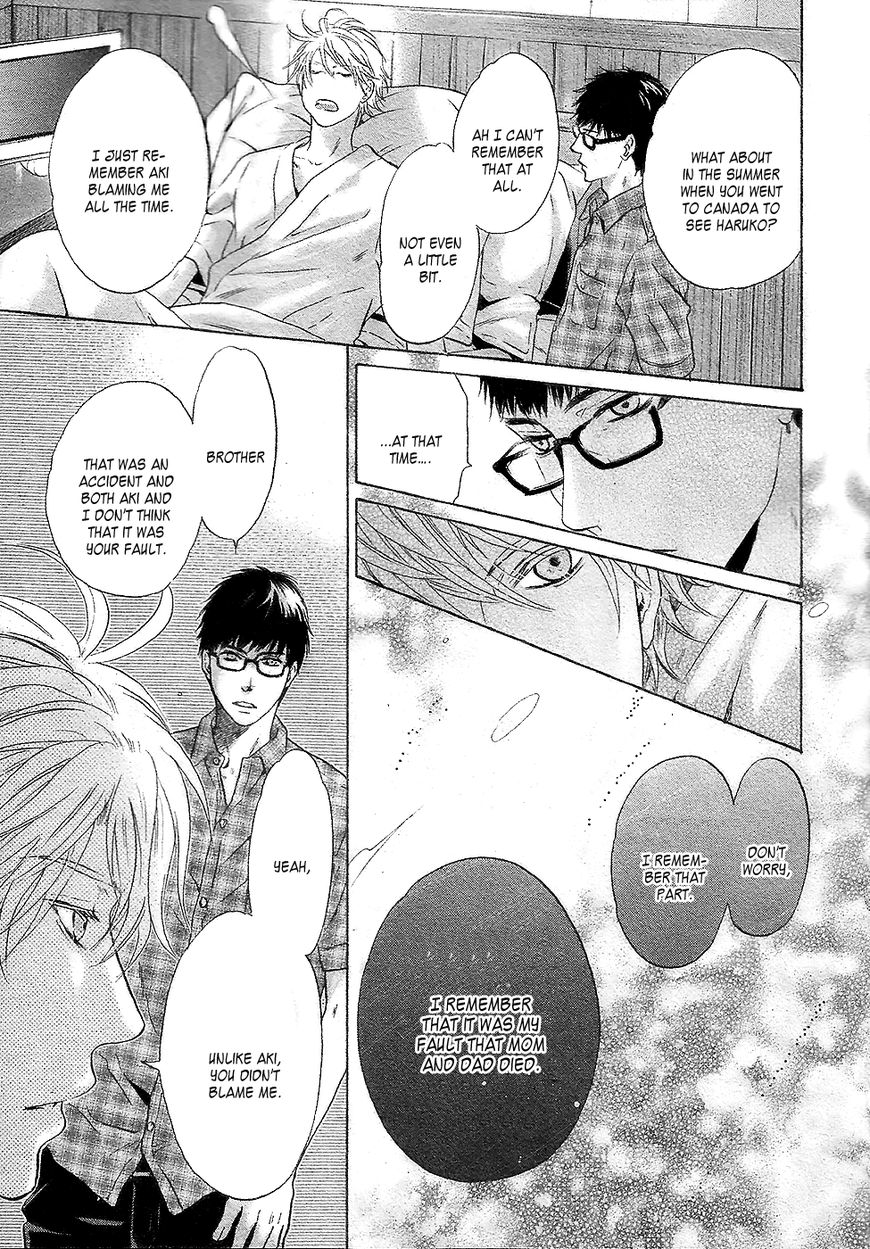 WHAT ABOUT
IN THE SUMMER
WHEN YOU WENT
TO CANADA TO
SEE HARUKO?
AH I CAN'T
REMEMBER
THAT AT
ALL.
NOT EVEN
A LITTLE
BIT.
I JUST RE-
MEMBER AKI
BLAMING ME
ALL THE TIME.
...AT THAT
TIME....
DON'T
WORRY,
I REMEM-
BER THAT
PART.
I REMEMBER
THAT IT WAS MY
FAULT THAT MOM
AND DAD DIED.
BROTHER
THAT WAS AN
ACCIDENT AND
BOTH AKI AND
I DON'T THINK
THAT IT WAS
YOUR FAULT.
YEAH,
UNLIKE AKI,
YOU DIDN'T
BLAME ME.